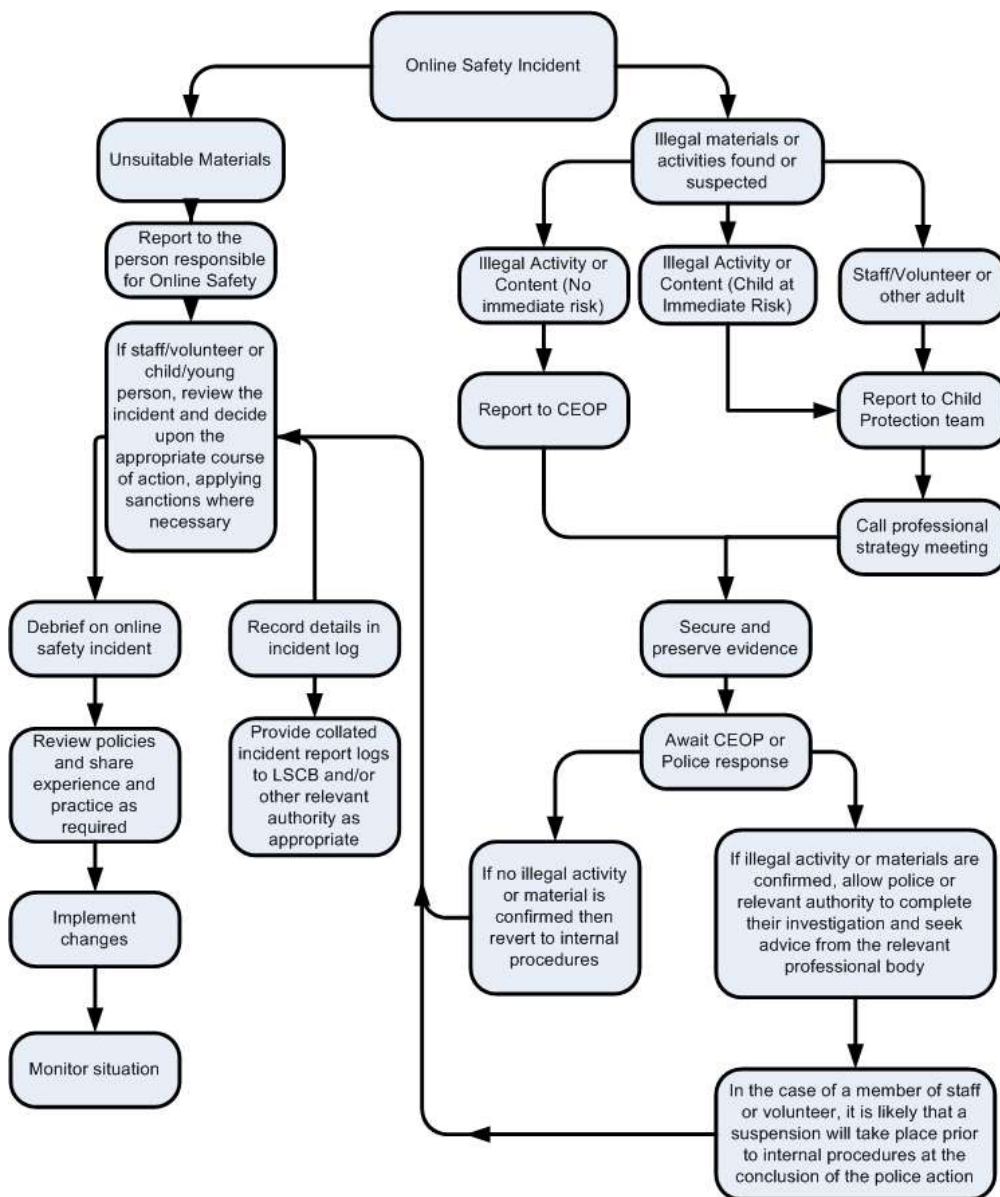 Online Safety Incident
Unsuitable Materials
Report to the
person responsible
for Online Safety
If staff/volunteer or
child/young
person, review the
incident and decide
upon the
appropriate course
of action, applying
sanctions where
necessary
Debrief on online
safety incident
Review policies
and share
experience and
practice as
required
Implement
changes
Monitor situation
Record details in
incident log
Provide collated
incident report logs
to LSCB and/or
other relevant
authority as
appropriate
Illegal materials or
activities found or
suspected
Illegal Activity or
Content (No
immediate risk)
Illegal Activity or
Content (Child at
Immediate Risk)
Staff/Volunteer or
other adult
Report to CEOP
Report to Child
Protection team
Call professional
strategy meeting
Secure and
preserve evidence
Await CEOP or
Police response
If no illegal activity
or material is
confirmed then
revert to internal
procedures
If illegal activity or materials are
confirmed, allow police or
relevant authority to complete
their investigation and seek
advice from the relevant
professional body
In the case of a member of staff
or volunteer, it is likely that a
suspension will take place prior
to internal procedures at the
conclusion of the police action